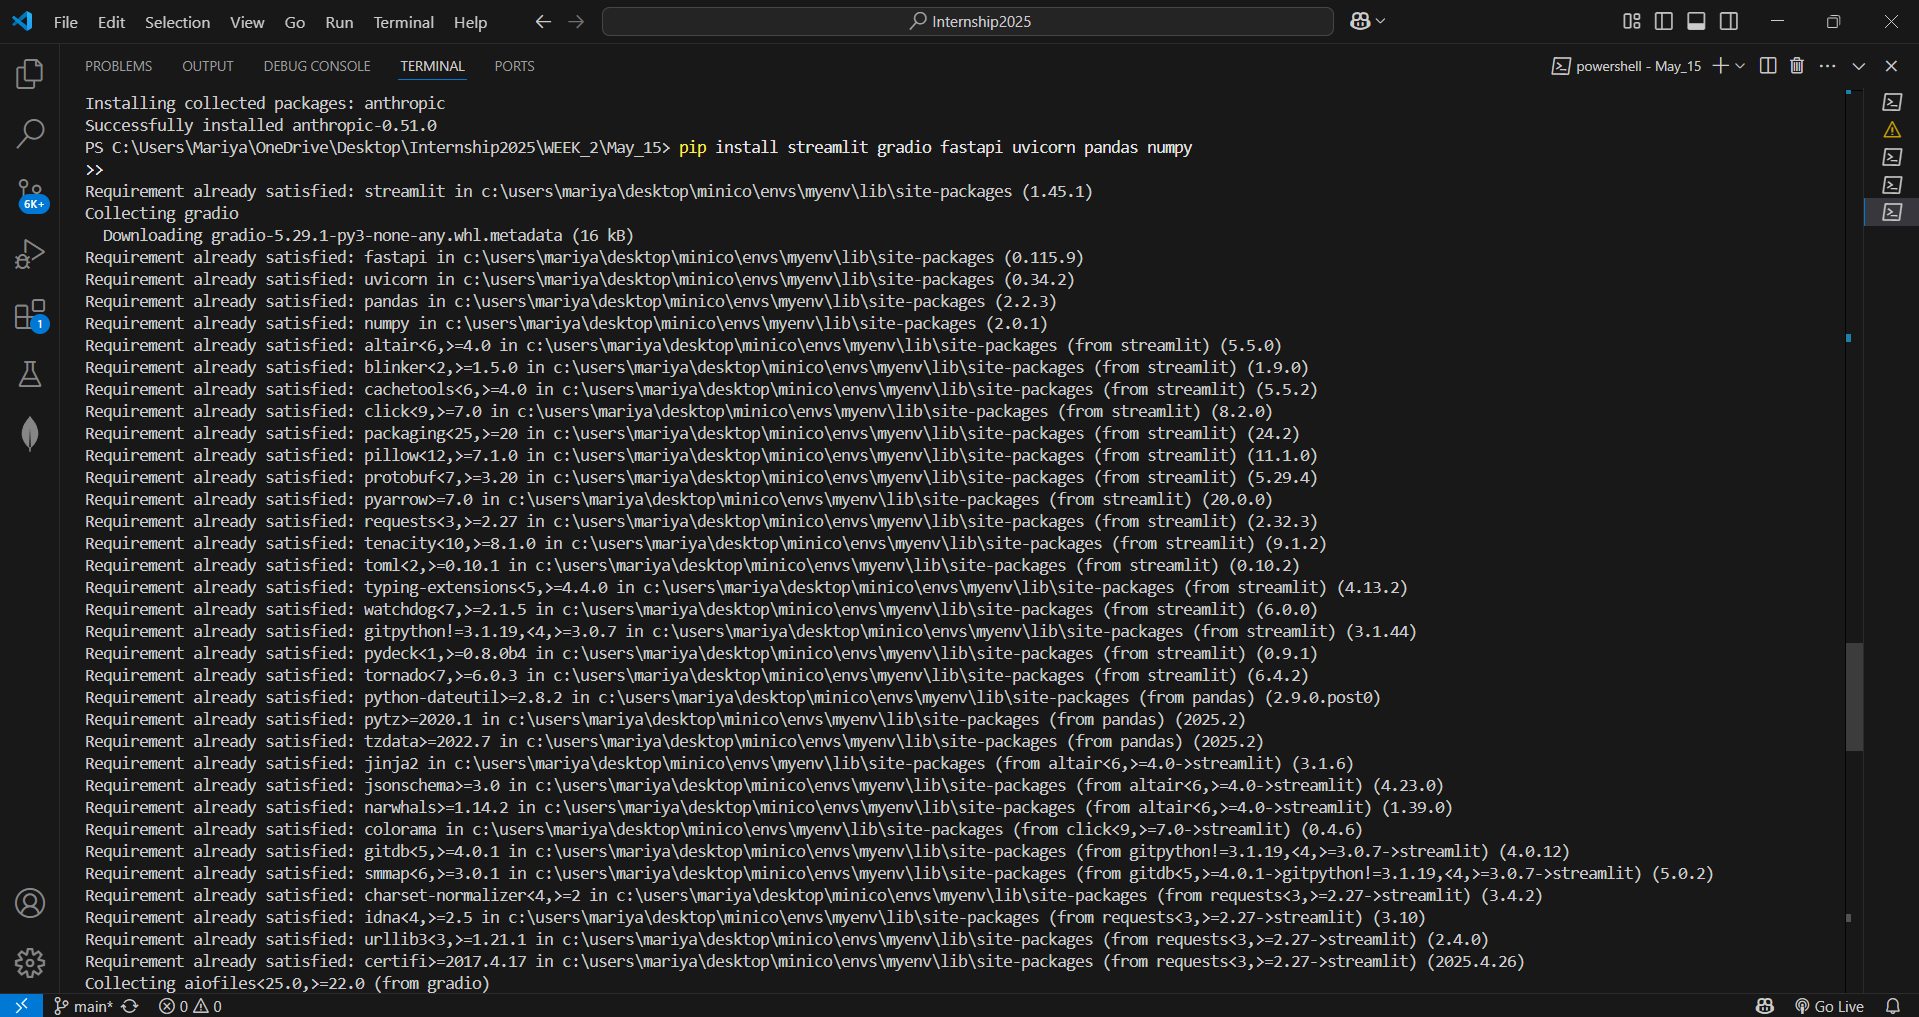 File Edit Selection View Go Run Terminal Help
Internship2025
PROBLEMS OUTPUT DEBUG CONSOLE TERMINAL PORTS
powershell - May_15
Installing collected packages: anthropic
Successfully installed anthropic-0.51.0
PS C:\Users\Mariya\OneDrive\Desktop\Internship2025\WEEK_2\May_15> pip install streamlit gradio fastapi uvicorn pandas numpy
>>
Requirement already satisfied: streamlit in c:\users\mariya\desktop\minico\envs\myenv\lib\site-packages (1.45.1)
Collecting gradio
  Downloading gradio-5.29.1-py3-none-any.whl.metadata (16 kB)
Requirement already satisfied: fastapi in c:\users\mariya\desktop\minico\envs\myenv\lib\site-packages (0.115.9)
Requirement already satisfied: uvicorn in c:\users\mariya\desktop\minico\envs\myenv\lib\site-packages (0.34.2)
Requirement already satisfied: pandas in c:\users\mariya\desktop\minico\envs\myenv\lib\site-packages (2.2.3)
Requirement already satisfied: numpy in c:\users\mariya\desktop\minico\envs\myenv\lib\site-packages (2.0.1)
Requirement already satisfied: altair<6,>=4.0 in c:\users\mariya\desktop\minico\envs\myenv\lib\site-packages (from streamlit) (5.5.0)
Requirement already satisfied: blinker<2,>=1.5.0 in c:\users\mariya\desktop\minico\envs\myenv\lib\site-packages (from streamlit) (1.9.0)
Requirement already satisfied: cachetools<6,>=4.0 in c:\users\mariya\desktop\minico\envs\myenv\lib\site-packages (from streamlit) (5.5.2)
Requirement already satisfied: click<9,>=7.0 in c:\users\mariya\desktop\minico\envs\myenv\lib\site-packages (from streamlit) (8.2.0)
Requirement already satisfied: packaging<25,>=20 in c:\users\mariya\desktop\minico\envs\myenv\lib\site-packages (from streamlit) (24.2)
Requirement already satisfied: pillow<12,>=7.1.0 in c:\users\mariya\desktop\minico\envs\myenv\lib\site-packages (from streamlit) (11.1.0)
Requirement already satisfied: protobuf<7,>=3.20 in c:\users\mariya\desktop\minico\envs\myenv\lib\site-packages (from streamlit) (5.29.4)
Requirement already satisfied: pyarrow>=7.0 in c:\users\mariya\desktop\minico\envs\myenv\lib\site-packages (from streamlit) (20.0.0)
Requirement already satisfied: requests<3,>=2.27 in c:\users\mariya\desktop\minico\envs\myenv\lib\site-packages (from streamlit) (2.32.3)
Requirement already satisfied: tenacity<10,>=8.1.0 in c:\users\mariya\desktop\minico\envs\myenv\lib\site-packages (from streamlit) (9.1.2)
Requirement already satisfied: toml<2,>=0.10.1 in c:\users\mariya\desktop\minico\envs\myenv\lib\site-packages (from streamlit) (0.10.2)
Requirement already satisfied: typing-extensions<5,>=4.4.0 in c:\users\mariya\desktop\minico\envs\myenv\lib\site-packages (from streamlit) (4.13.2)
Requirement already satisfied: watchdog<7,>=2.1.5 in c:\users\mariya\desktop\minico\envs\myenv\lib\site-packages (from streamlit) (6.0.0)
Requirement already satisfied: gitpython!=3.1.19,<4,>=3.0.7 in c:\users\mariya\desktop\minico\envs\myenv\lib\site-packages (from streamlit) (3.1.44)
Requirement already satisfied: pydeck<1,>=0.8.0b4 in c:\users\mariya\desktop\minico\envs\myenv\lib\site-packages (from streamlit) (0.9.1)
Requirement already satisfied: tornado<7,>=6.0.3 in c:\users\mariya\desktop\minico\envs\myenv\lib\site-packages (from streamlit) (6.4.2)
Requirement already satisfied: python-dateutil>=2.8.2 in c:\users\mariya\desktop\minico\envs\myenv\lib\site-packages (from pandas) (2.9.0.post0)
Requirement already satisfied: pytz>=2020.1 in c:\users\mariya\desktop\minico\envs\myenv\lib\site-packages (from pandas) (2025.2)
Requirement already satisfied: tzdata>=2022.7 in c:\users\mariya\desktop\minico\envs\myenv\lib\site-packages (from pandas) (2025.2)
Requirement already satisfied: jinja2 in c:\users\mariya\desktop\minico\envs\myenv\lib\site-packages (from altair<6,>=4.0->streamlit) (3.1.6)
Requirement already satisfied: jsonschema>=3.0 in c:\users\mariya\desktop\minico\envs\myenv\lib\site-packages (from altair<6,>=4.0->streamlit) (4.23.0)
Requirement already satisfied: narwhals>=1.14.2 in c:\users\mariya\desktop\minico\envs\myenv\lib\site-packages (from altair<6,>=4.0->streamlit) (1.39.0)
Requirement already satisfied: colorama in c:\users\mariya\desktop\minico\envs\myenv\lib\site-packages (from click<9,>=7.0->streamlit) (0.4.6)
Requirement already satisfied: gitdb<5,>=4.0.1 in c:\users\mariya\desktop\minico\envs\myenv\lib\site-packages (from gitpython!=3.1.19,<4,>=3.0.7->streamlit) (4.0.12)
Requirement already satisfied: smmap<6,>=3.0.1 in c:\users\mariya\desktop\minico\envs\myenv\lib\site-packages (from gitdb<5,>=4.0.1->gitpython!=3.1.19,<4,>=3.0.7->streamlit) (5.0.2)
Requirement already satisfied: charset-normalizer<4,>=2 in c:\users\mariya\desktop\minico\envs\myenv\lib\site-packages (from requests<3,>=2.27->streamlit) (3.4.2)
Requirement already satisfied: idna<4,>=2.5 in c:\users\mariya\desktop\minico\envs\myenv\lib\site-packages (from requests<3,>=2.27->streamlit) (3.10)
Requirement already satisfied: urllib3<3,>=1.21.1 in c:\users\mariya\desktop\minico\envs\myenv\lib\site-packages (from requests<3,>=2.27->streamlit) (2.4.0)
Requirement already satisfied: certifi>=2017.4.17 in c:\users\mariya\desktop\minico\envs\myenv\lib\site-packages (from requests<3,>=2.27->streamlit) (2025.4.26)
Collecting aiofiles<25.0,>=22.0 (from gradio)
6K+
1
main* 0 0
Go Live